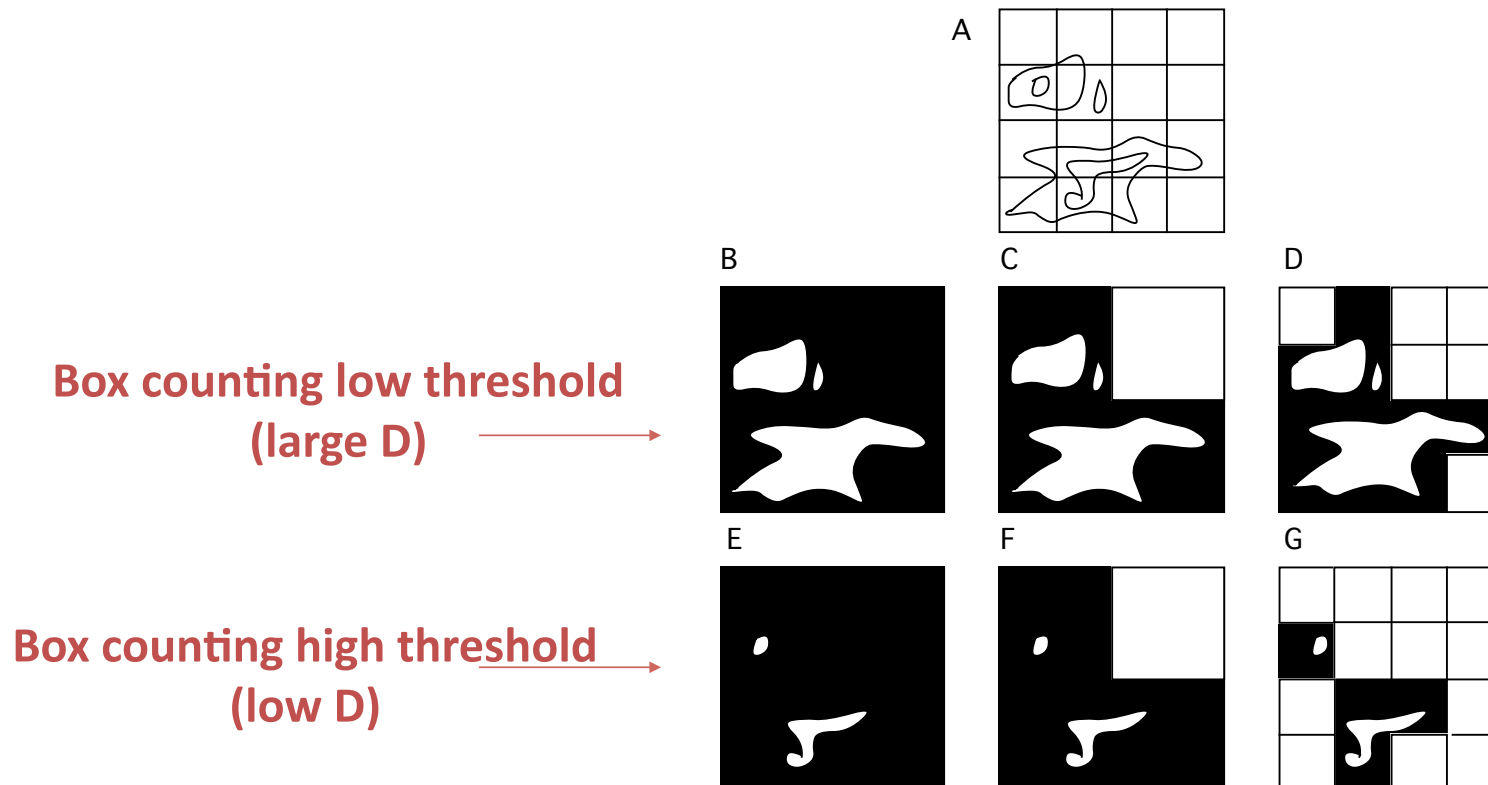 A
B
C
D
Box counting low threshold
(large D)
E
F
G
Box counting high threshold
(low D)